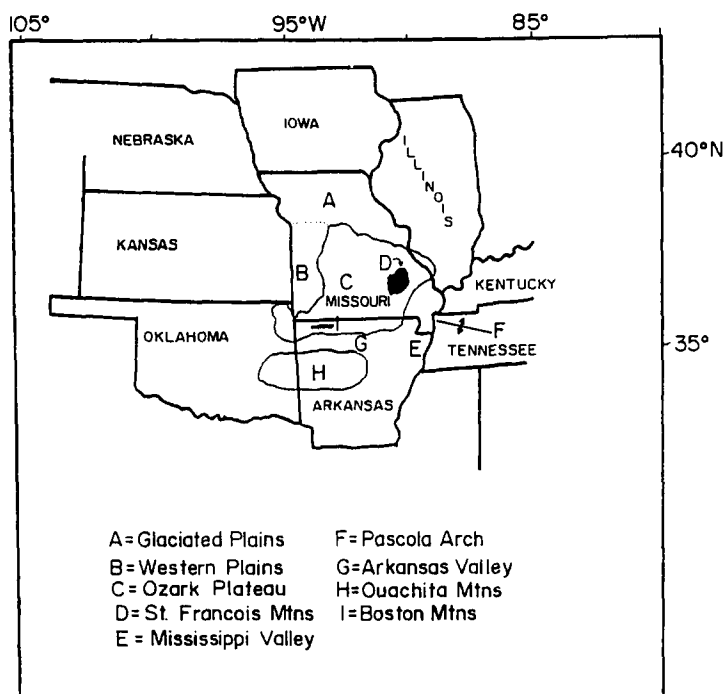 105° 95° W 85°
40°N
35°
NEBRASKA
IOWA
ILLINOIS
A
KANSAS
B
C
D
MISSOURI
KENTUCKY
OKLAHOMA
I
G
E
F
TENNESSEE
H
ARKANSAS
A=Glaciated Plains
B=Western Plains
C=Ozark Plateau
D=St. Francois Mtns
E=Mississippi Valley
F=Pascola Arch
G=Arkansas Valley
H=Ouachita Mtns
I=Boston Mtns